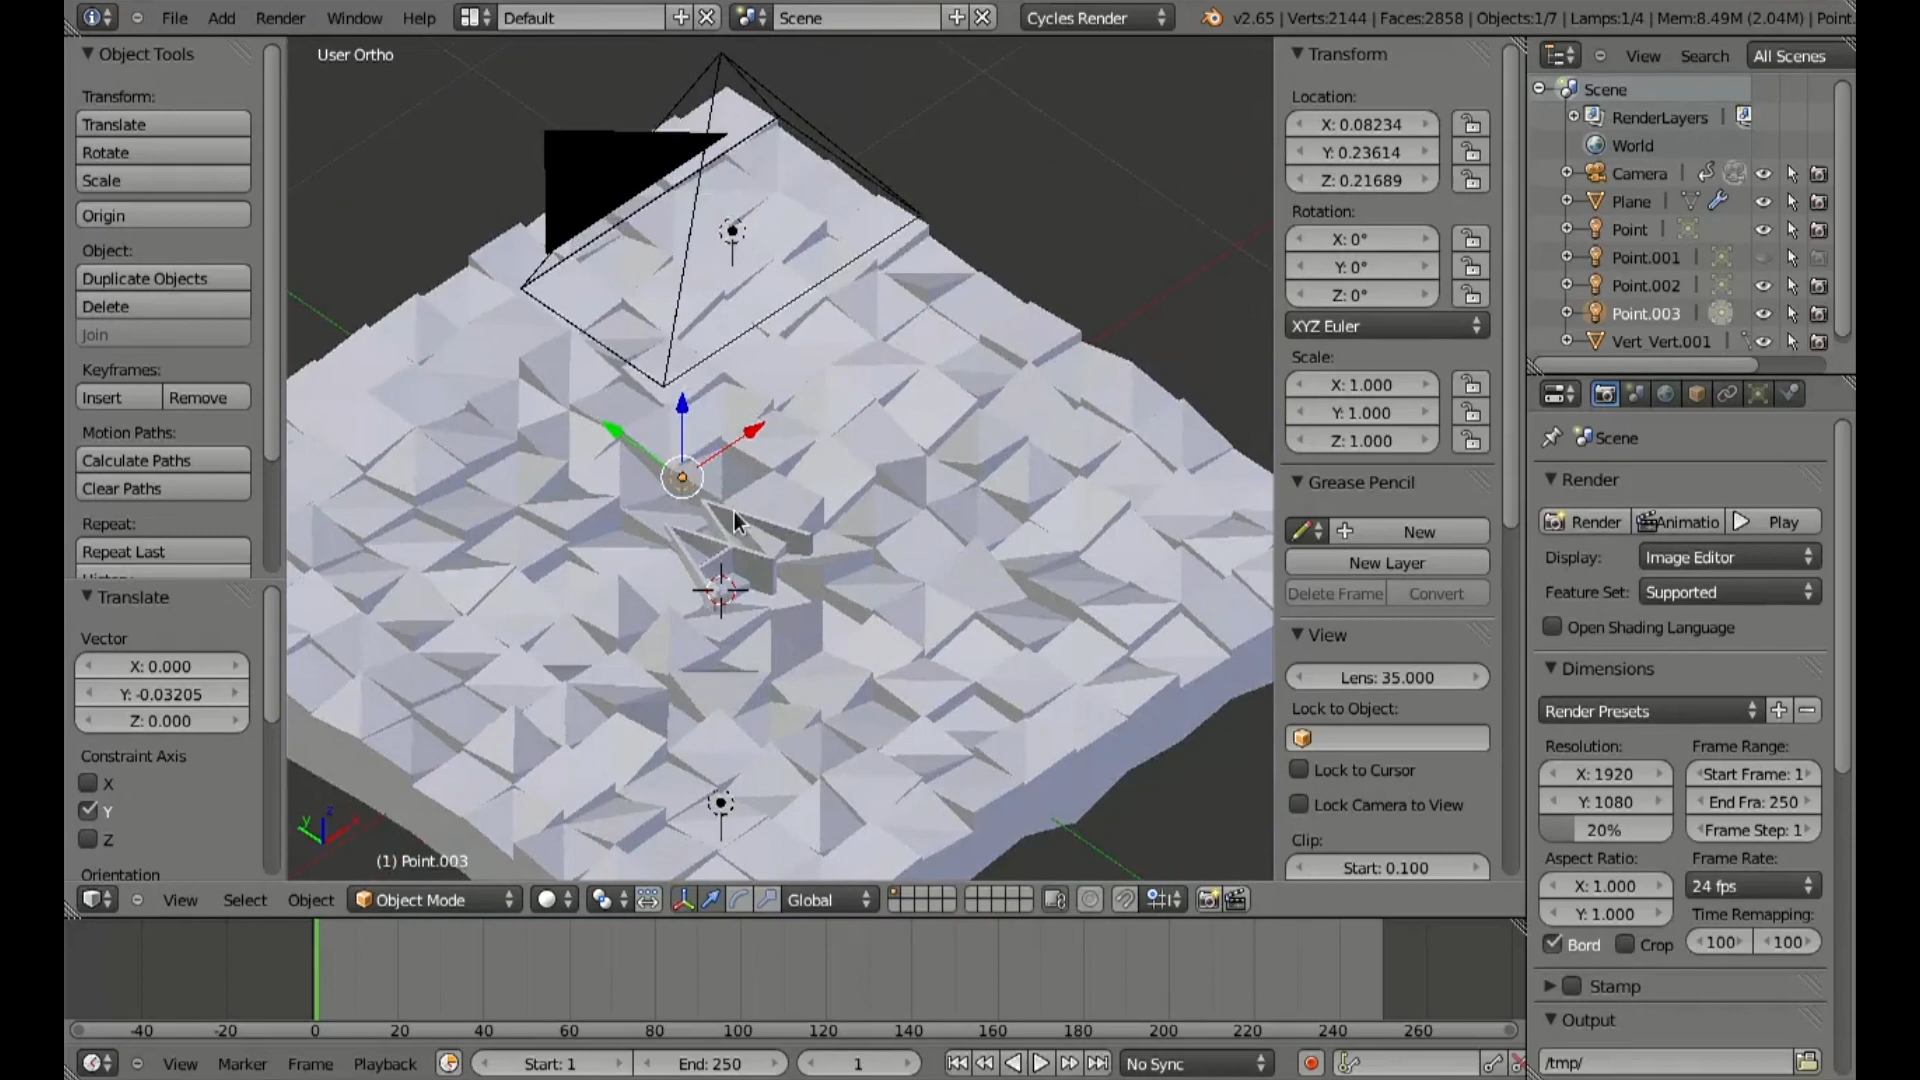 File Add Render Window Help Default Scene Cycles Render v2.65 | Verts:2144 | Faces:2858 | Objects:1/7 | Lamps:1/4 | Mem:8.49M (2.04M) | Point.
Object Tools
Transform:
Translate
Rotate
Scale
Origin
Object:
Duplicate Objects
Delete
Join
Keyframes:
Insert Remove
Motion Paths:
Calculate Paths
Clear Paths
Repeat:
Repeat Last
Translate
Vector
X: 0.000
Y: -0.03205
Z: 0.000
Constraint Axis
X
Y
Z
Orientation
User Ortho
y z
(1) Point.003
Transform
Location:
X: 0.08234
Y: 0.23614
Z: 0.21689
Rotation:
X: 0°
Y: 0°
Z: 0°
XYZ Euler
Scale:
X: 1.000
Y: 1.000
Z: 1.000
Grease Pencil
New
New Layer
Delete Frame Convert
View
Lens: 35.000
Lock to Object:
Lock to Cursor
Lock Camera to View
Clip:
Start: 0.100
View Search All Scenes
Scene
RenderLayers |
World
Camera |
Plane |
Point |
Point.001 |
Point.002 |
Point.003 |
Vert_Vert.001 |
Scene
Render
Render Animatio Play
Display: Image Editor
Feature Set: Supported
Open Shading Language
Dimensions
Render Presets
Resolution: Frame Range:
X: 1920 Start Frame: 1
Y: 1080 End Fra: 250
20% Frame Step: 1
Aspect Ratio: Frame Rate:
X: 1.000 24 fps
Y: 1.000 Time Remapping:
Bord Crop 100 100
Stamp
Output
/tmp/
View Select Object Object Mode Global
-40 -20 0 20 40 60 80 100 120 140 160 180 200 220 240 260
View Marker Frame Playback Start: 1 End: 250 1 No Sync